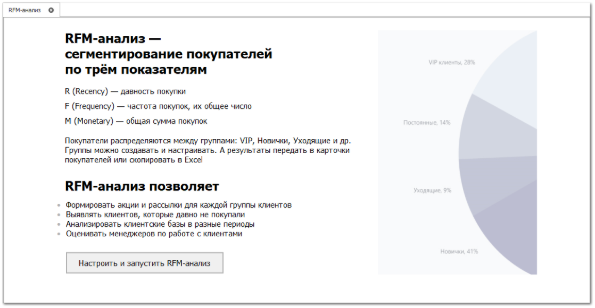 RFM-анализ
RFM-анализ —
сегментирование покупателей
по трём показателям
R (Recency) — давность покупки
F (Frequency) — частота покупок, их общее число
M (Monetary) — общая сумма покупок
Покупатели распределяются между группами: VIP, Новички, Уходящие и др.
Группы можно создавать и настраивать. А результаты передать в карточки
покупателей или скопировать в Excel
RFM-анализ позволяет
Формировать акции и рассылки для каждой группы клиентов
Выявлять клиентов, которые давно не покупали
Анализировать клиентские базы в разные периоды
Оценивать менеджеров по работе с клиентами
Настроить и запустить RFM-анализ
VIP клиенты, 28%
Постоянные, 14%
Уходящие, 9%
Новички, 41%